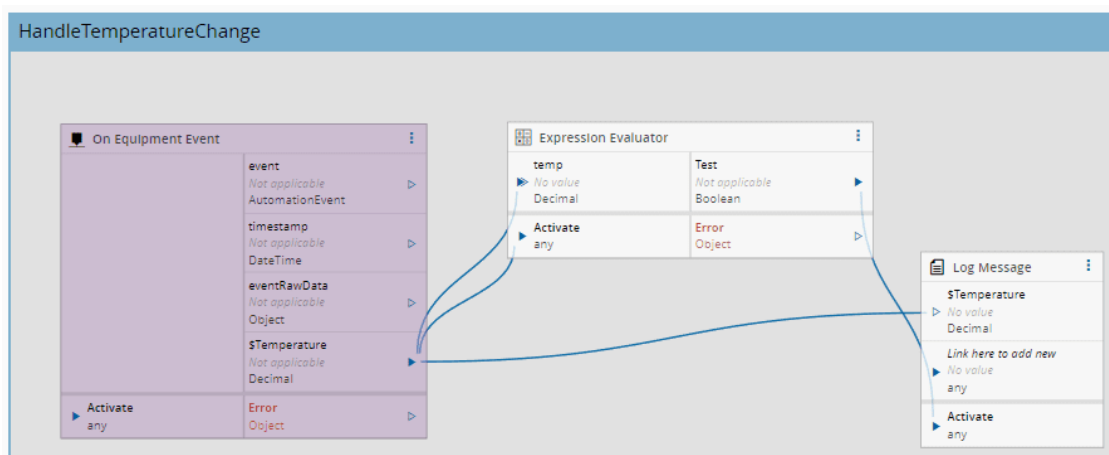 HandleTemperatureChange
On Equipment Event
event
Not applicable
AutomationEvent
timestamp
Not applicable
DateTime
eventRawData
Not applicable
Object
$Temperature
Not applicable
Decimal
Activate
any
Error
Object
Expression Evaluator
temp
No value
Decimal
Test
Not applicable
Boolean
Activate
any
Error
Object
Log Message
$Temperature
No value
Decimal
Link here to add new
No value
any
Activate
any